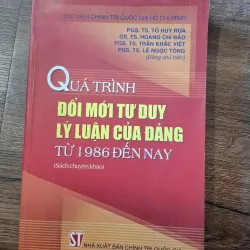 HỌC VIỆN CHÍNH TRỊ QUỐC GIA HỒ CHÍ MINH
PGS. TS. TÔ HUY RỨA
GS. TS. HOÀNG CHÍ BẢO
PGS. TS. TRẦN KHẮC VIỆT
PGS. TS. LÊ NGỌC TÒNG
(Đồng chủ biên)
QUÁ TRÌNH
ĐỔI MỚI TƯ DUY
LÝ LUẬN CỦA ĐẢNG
TỪ 1986 ĐẾN NAY
(Sách chuyên khảo)
ST NHÀ XUẤT BẢN CHÍNH TRỊ QUỐC GIA